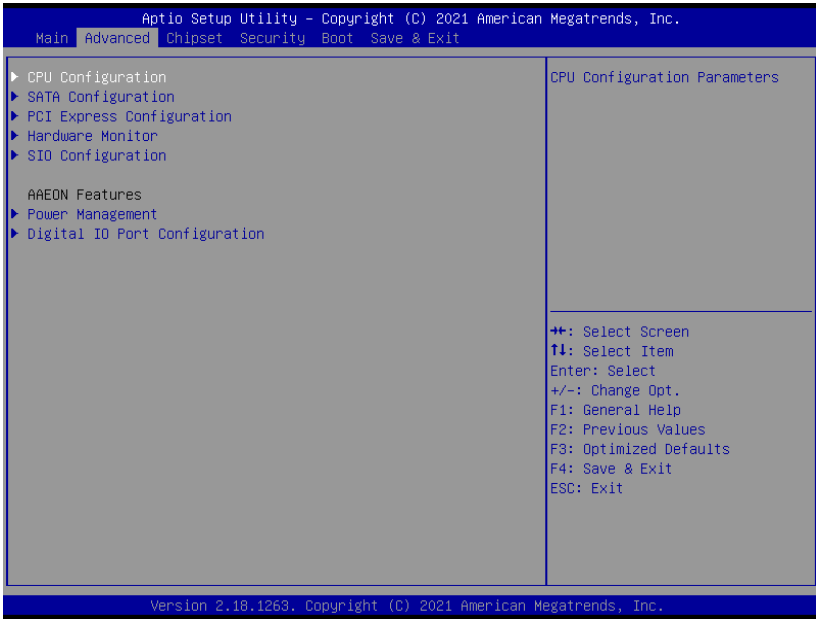 Aptio Setup Utility – Copyright (C) 2021 American Megatrends, Inc.
Main Advanced Chipset Security Boot Save & Exit
▶ CPU Configuration
▶ SATA Configuration
▶ PCI Express Configuration
▶ Hardware Monitor
▶ SIO Configuration
AAEON Features
▶ Power Management
▶ Digital IO Port Configuration
CPU Configuration Parameters
→←: Select Screen
↑↓: Select Item
Enter: Select
+/-: Change Opt.
F1: General Help
F2: Previous Values
F3: Optimized Defaults
F4: Save & Exit
ESC: Exit
Version 2.18.1263. Copyright (C) 2021 American Megatrends, Inc.